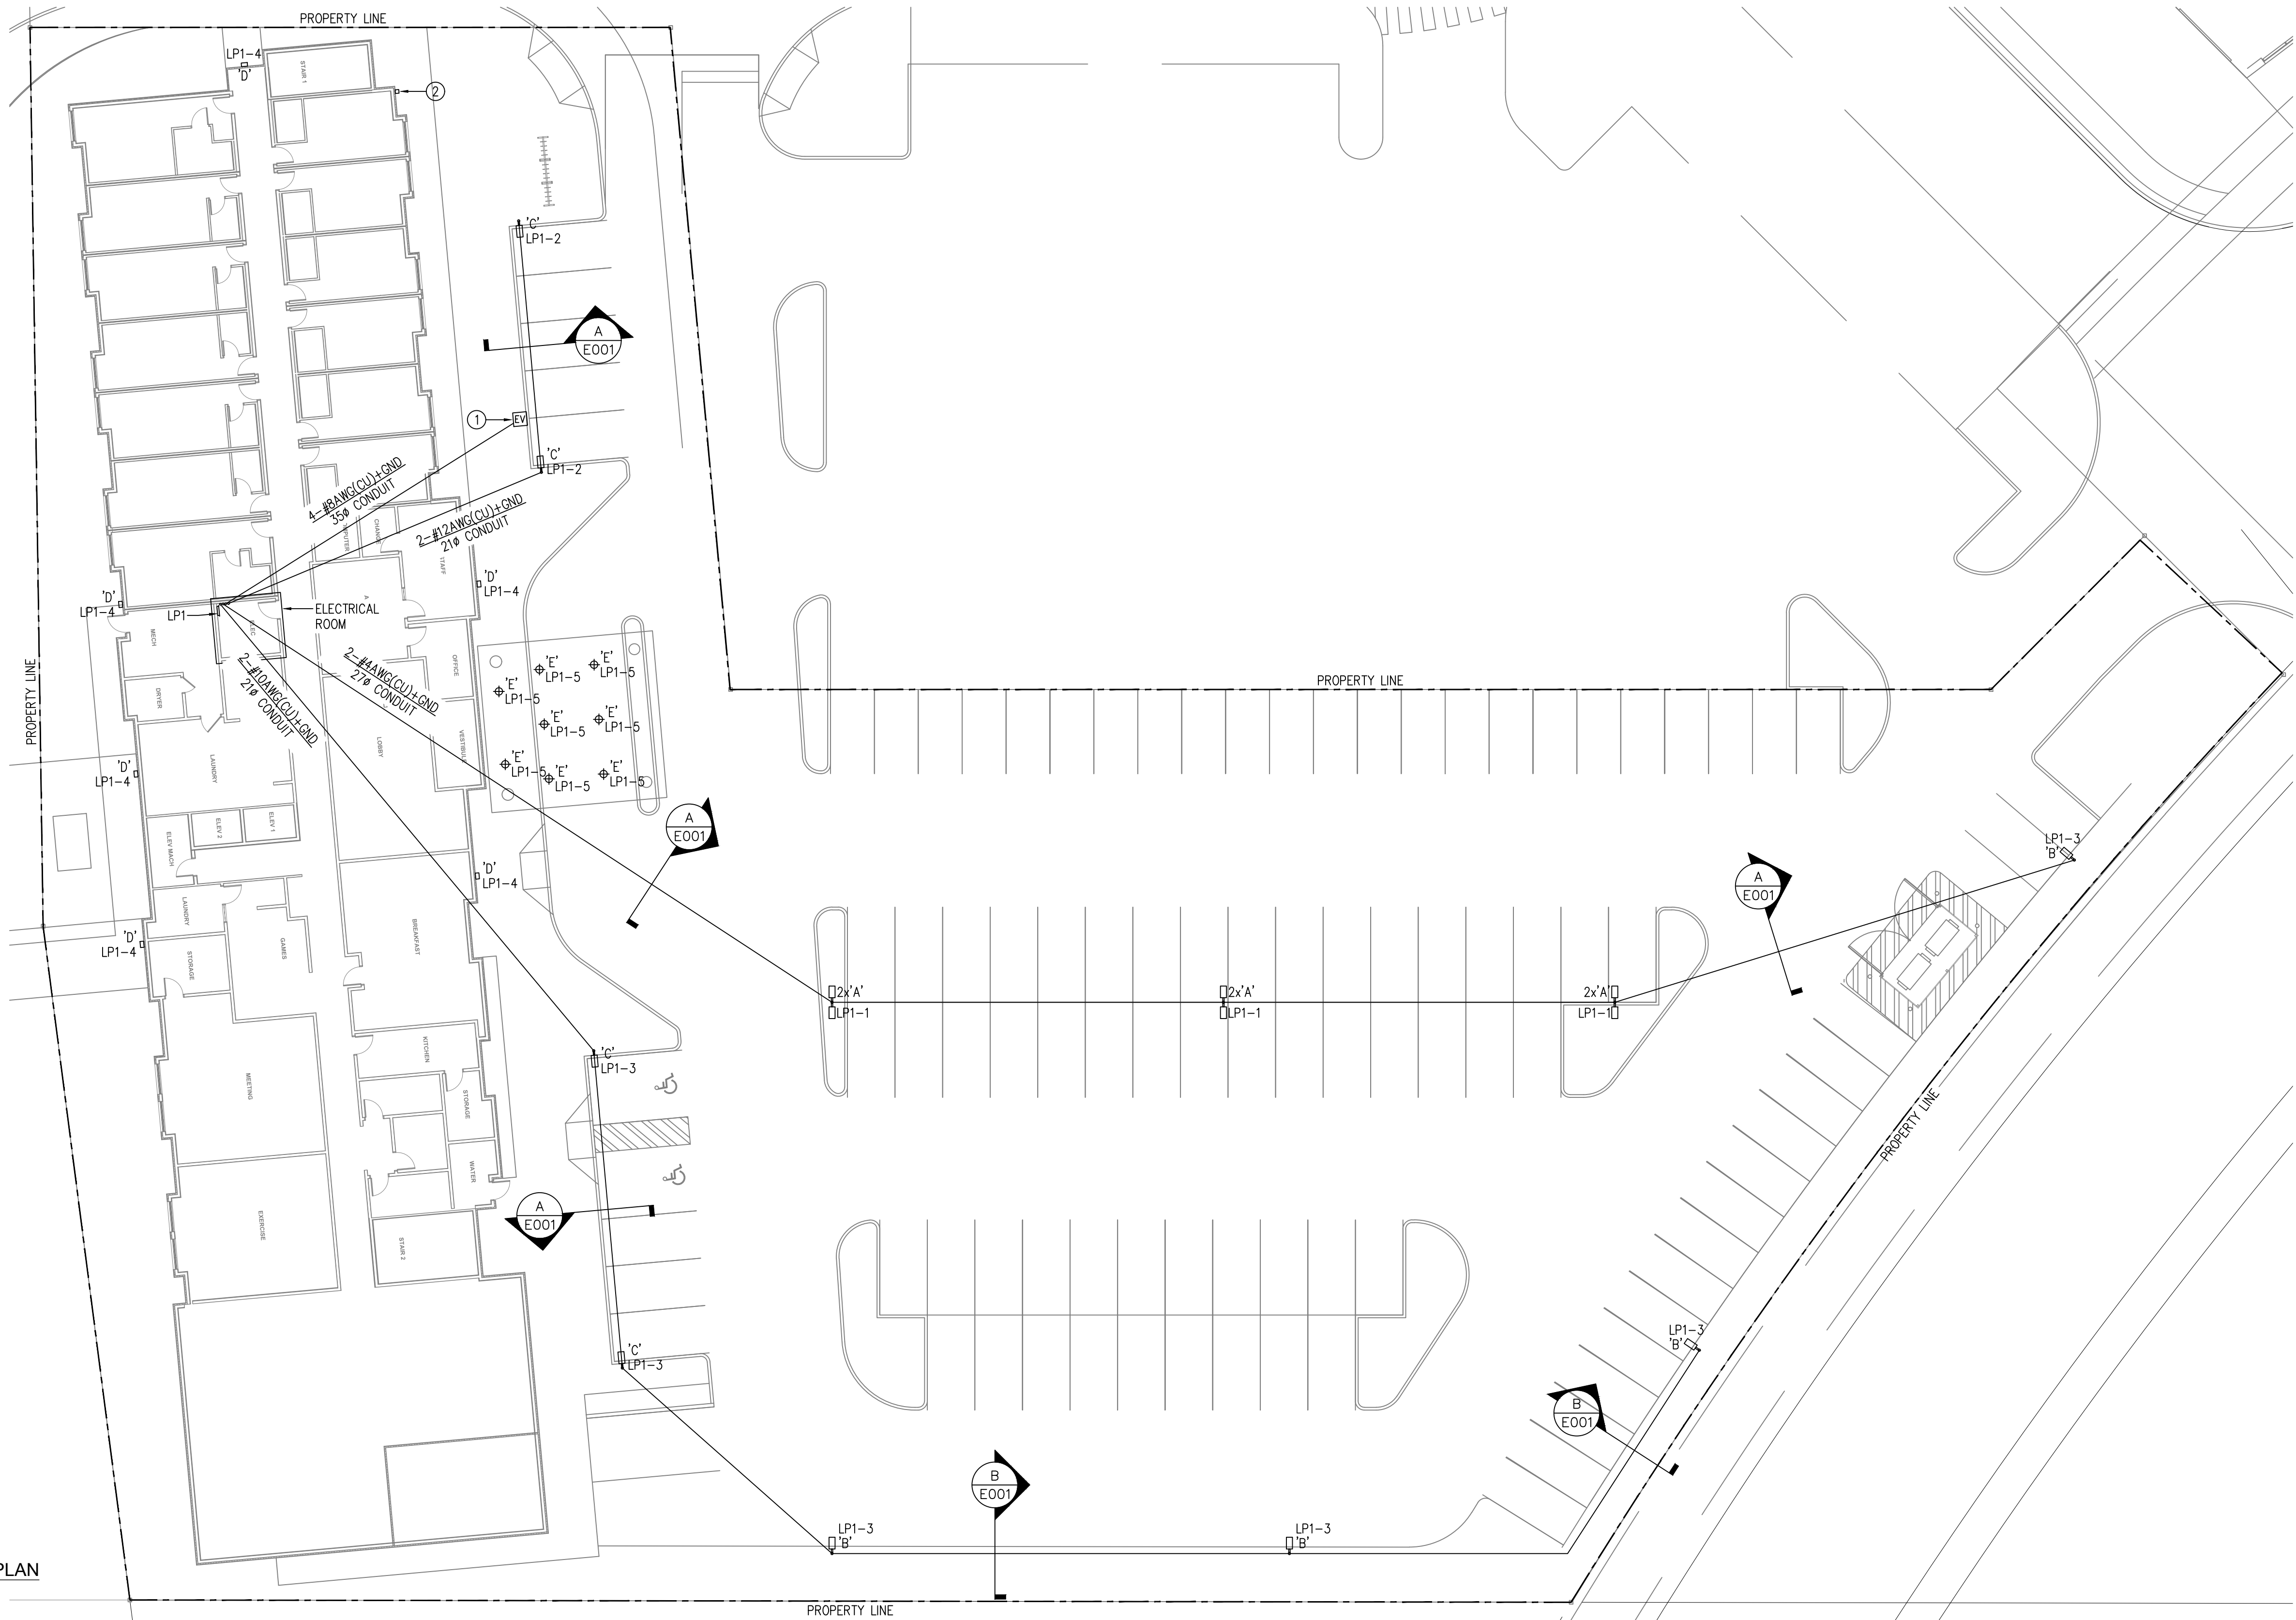 PROPERTY LINE
LP1-4
'D'
STAIR 1
2
'C'
LP1-2
A
E001
1
EV
'C'
LP1-2
4-#8AWG(CU)+GND
35ø CONDUIT
2-#12AWG(CU)+GND
21ø CONDUIT
CHANGE
STAFF
'D'
LP1-4
'D'
LP1-4
LP1
ELECTRICAL
ROOM
ELEC
MECH
A
OFFICE
DRYER
2-#10AWG(CU)+GND
21ø CONDUIT
2-#4AWG(CU)+GND
27ø CONDUIT
'E'
LP1-5
'E'
LP1-5
'E'
LP1-5
'E'
LP1-5
'E'
LP1-5
'E'
LP1-5
'E'
LP1-5
'E'
LP1-5
PROPERTY LINE
PROPERTY LINE
LOBBY
VESTIBULE
LAUNDRY
'D'
LP1-4
ELEV 2
ELEV 1
ELEV MACH
A
E001
'D'
LP1-4
LP1-3
'B'
A
E001
LAUNDRY
GAMES
BREAKFAST
'D'
LP1-4
STORAGE
2x'A'
LP1-1
2x'A'
LP1-1
2x'A'
LP1-1
KITCHEN
'C'
LP1-3
MEETING
STORAGE
WATER
PROPERTY LINE
A
E001
EXERCISE
STAIR 2
'C'
LP1-3
LP1-3
'B'
B
E001
B
E001
LP1-3
'B'
LP1-3
'B'
PLAN
PROPERTY LINE